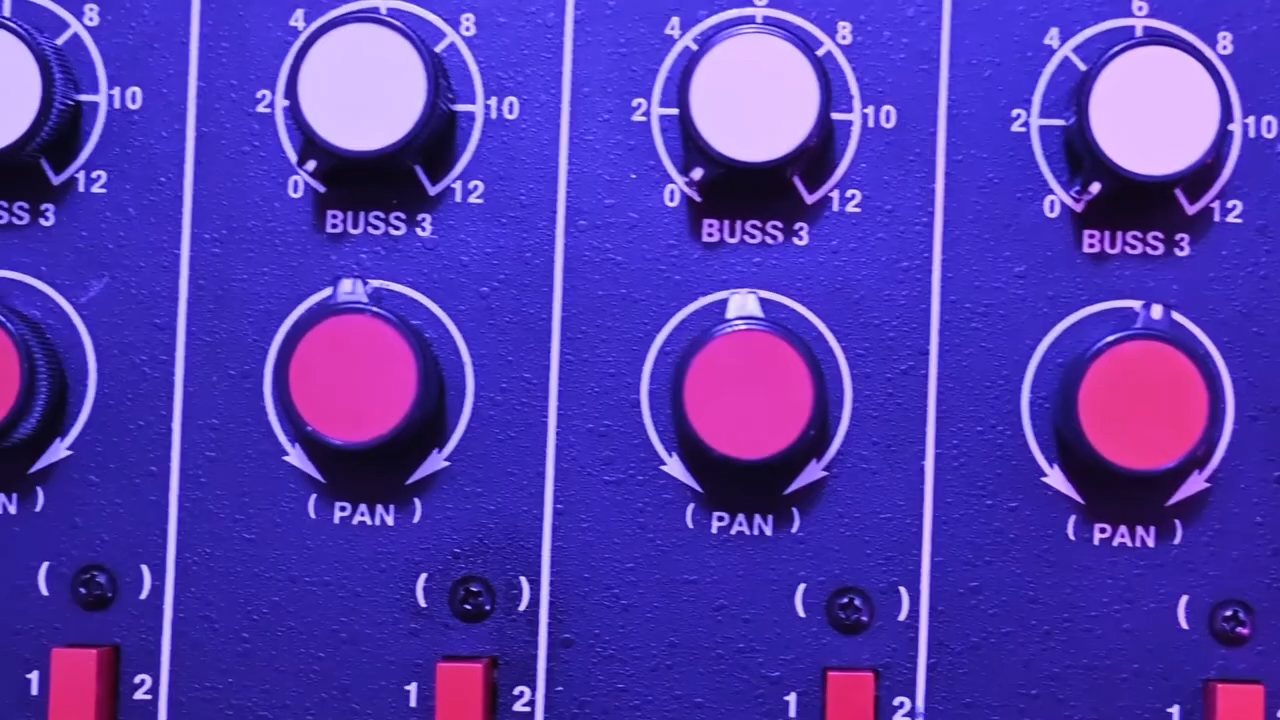 8 4 8 4 6 8 4 6 8
10 2 10 2 10 2 10
12 0 12 0 12 0 12
SS 3 BUSS 3 BUSS 3 BUSS 3
N ) ( PAN ) ( PAN ) ( PAN )
( ) ( ) ( ) (
1 2 1 2 1 2 1